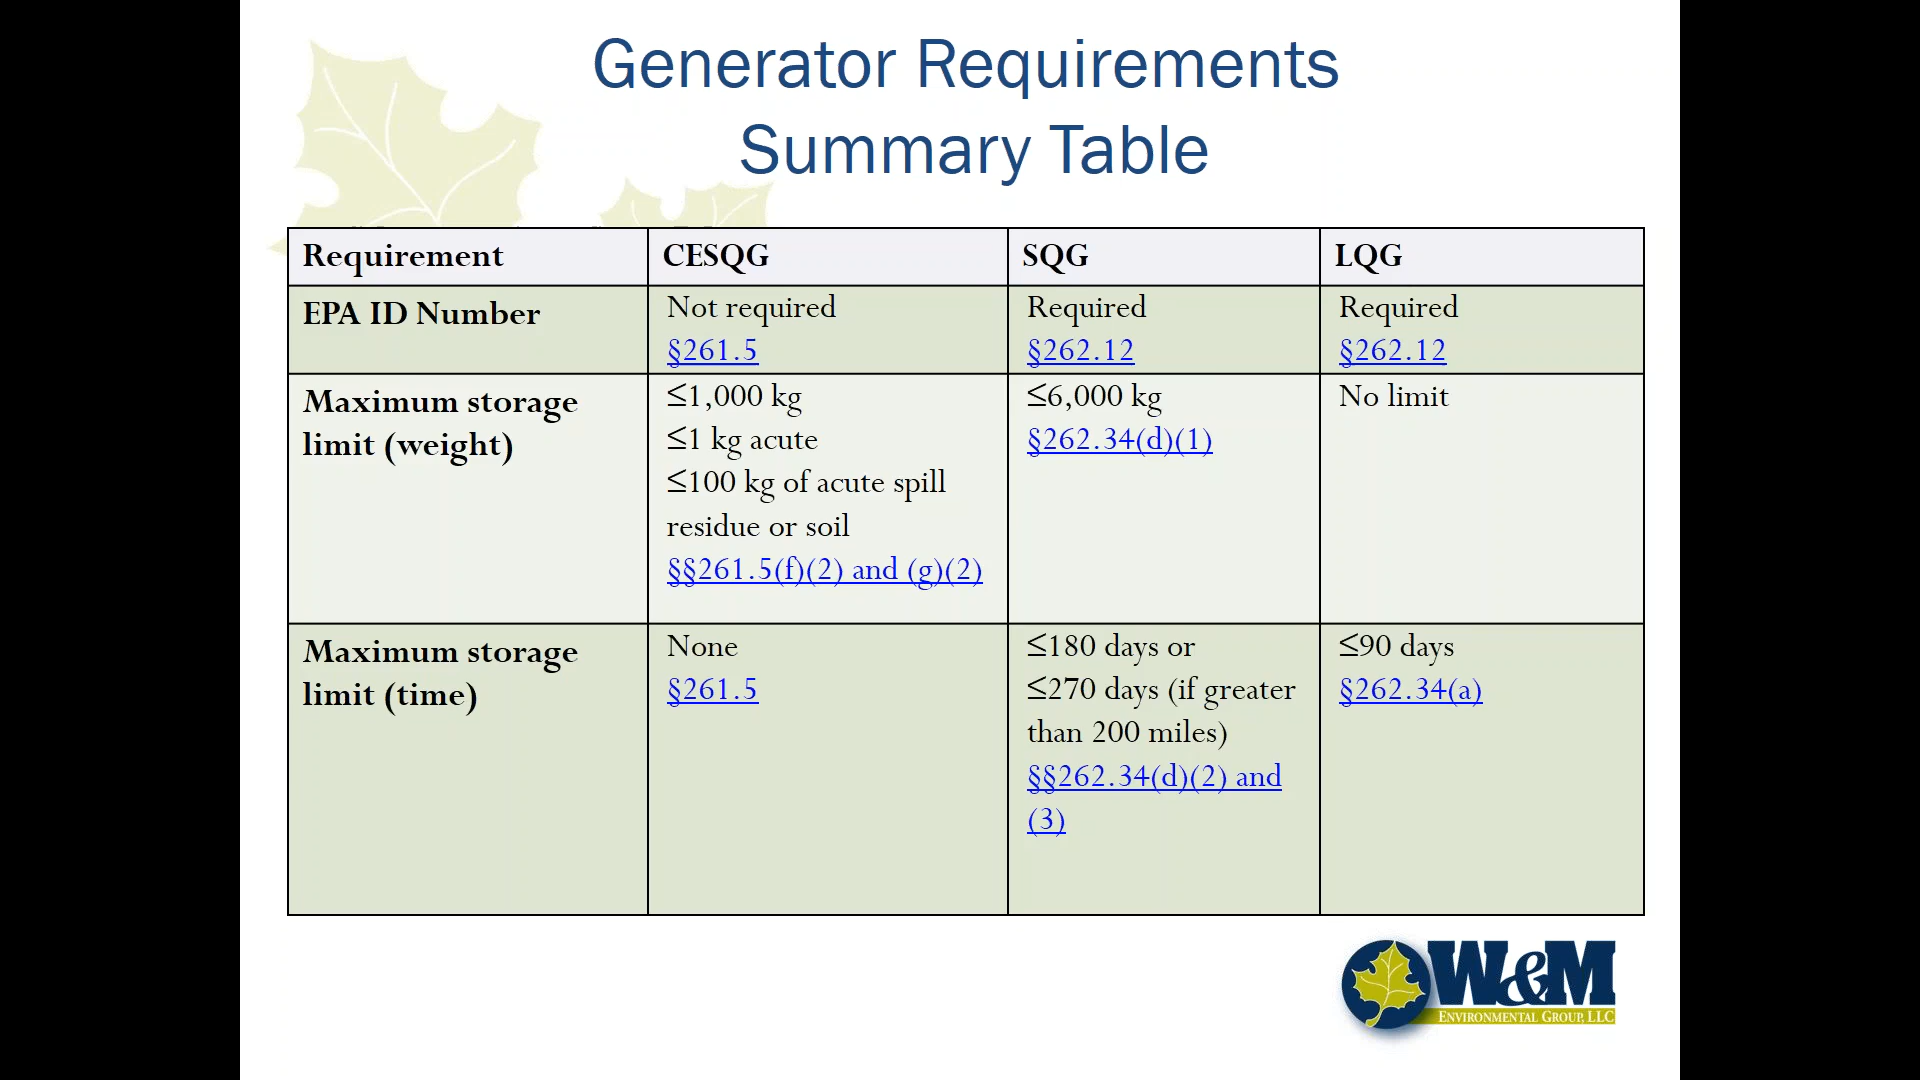 Generator Requirements
Summary Table
Requirement
CESQG
SQG
LQG
EPA ID Number
Not required
§261.5
Required
§262.12
Required
§262.12
Maximum storage
limit (weight)
≤1,000 kg
≤1 kg acute
≤100 kg of acute spill
residue or soil
§§261.5(f)(2) and (g)(2)
≤6,000 kg
§262.34(d)(1)
No limit
Maximum storage
limit (time)
None
§261.5
≤180 days or
≤270 days (if greater
than 200 miles)
§§262.34(d)(2) and
(3)
≤90 days
§262.34(a)
W&M
ENVIRONMENTAL GROUP, LLC